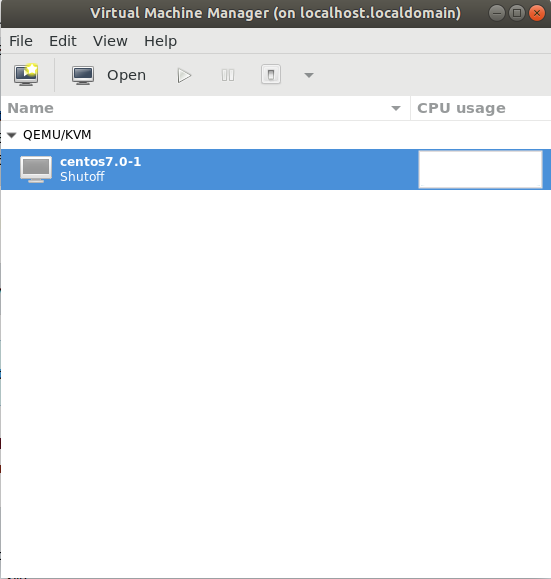 Virtual Machine Manager (on localhost.localdomain)
File Edit View Help
Open
Name CPU usage
QEMU/KVM
centos7.0-1
Shutoff